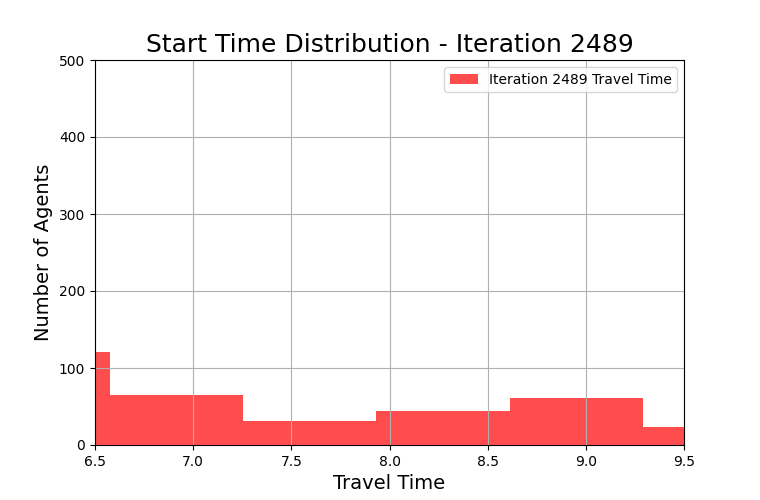 Start Time Distribution - Iteration 2489
Iteration 2489 Travel Time
Number of Agents
500
400
300
200
100
0
6.5 7.0 7.5 8.0 8.5 9.0 9.5
Travel Time